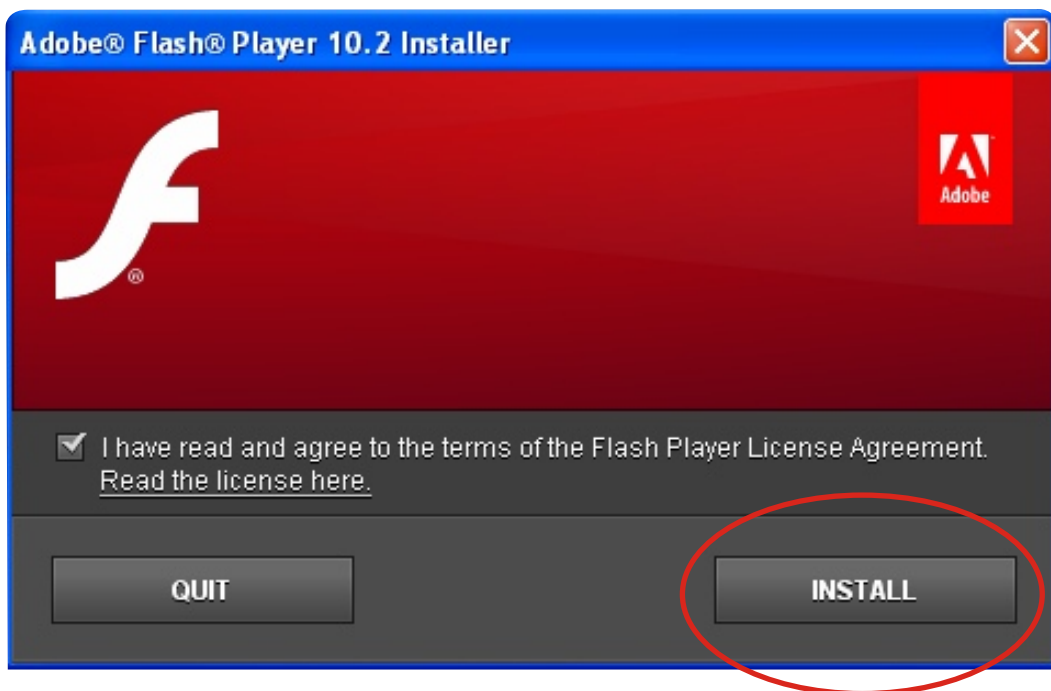 Adobe® Flash® Player 10.2 Installer
Adobe
®
I have read and agree to the terms of the Flash Player License Agreement.
Read the license here.
QUIT
INSTALL